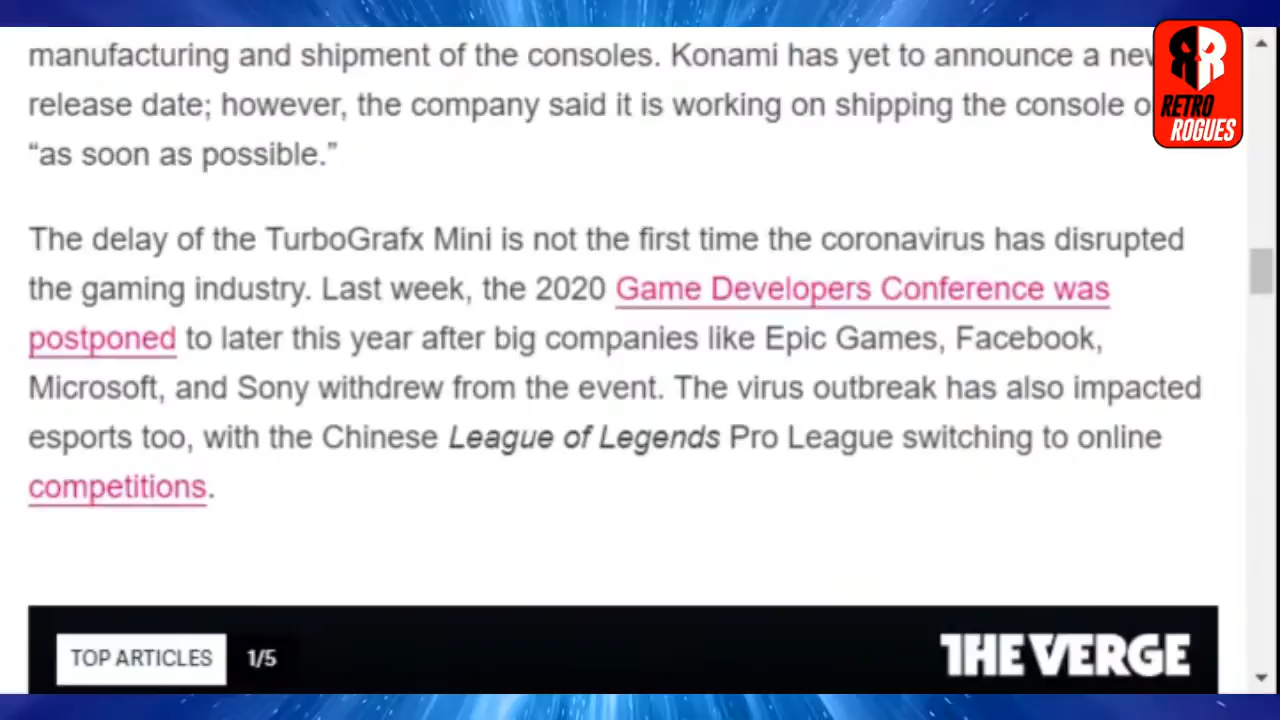 manufacturing and shipment of the consoles. Konami has yet to announce a
release date; however, the company said it is working on shipping the console
“as soon as possible.”
The delay of the TurboGrafx Mini is not the first time the coronavirus has disrupted
the gaming industry. Last week, the 2020 Game Developers Conference was
postponed to later this year after big companies like Epic Games, Facebook,
Microsoft, and Sony withdrew from the event. The virus outbreak has also impacted
esports too, with the Chinese League of Legends Pro League switching to online
competitions.
TOP ARTICLES 1/5 THE VERGE
RETRO
ROGUES